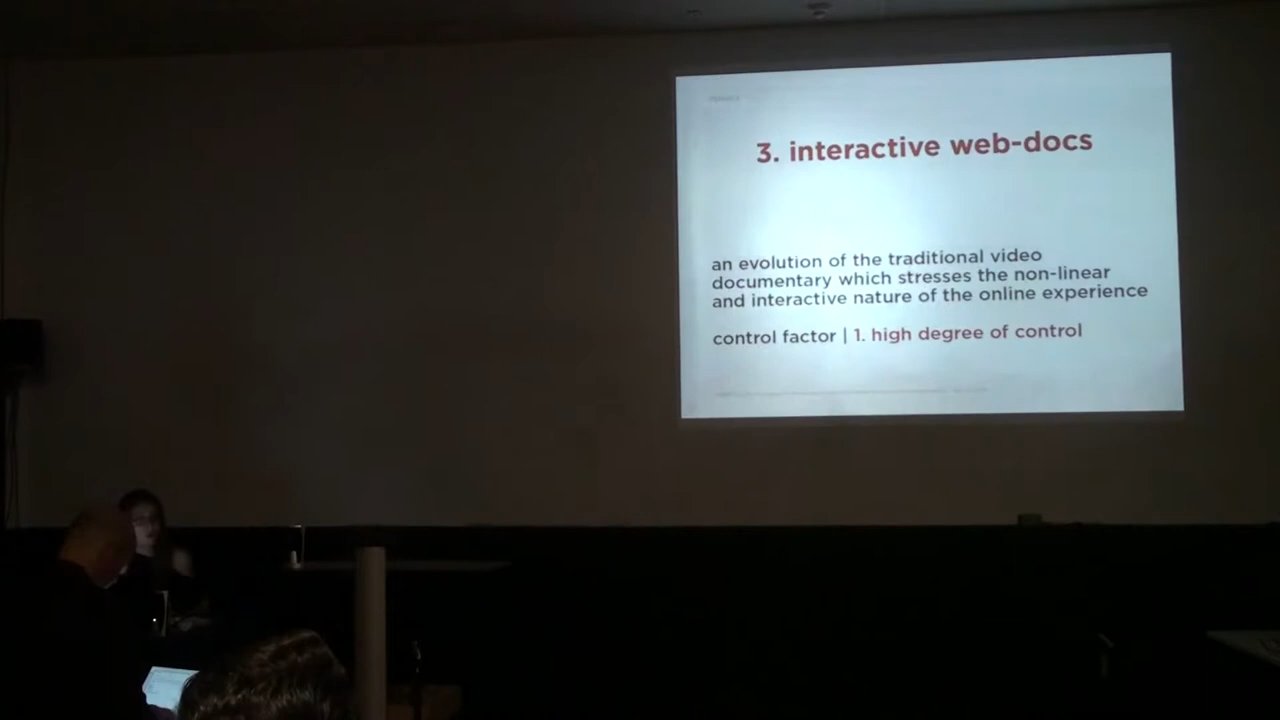 3. interactive web-docs
an evolution of the traditional video
documentary which stresses the non-linear
and interactive nature of the online experience
control factor | 1. high degree of control